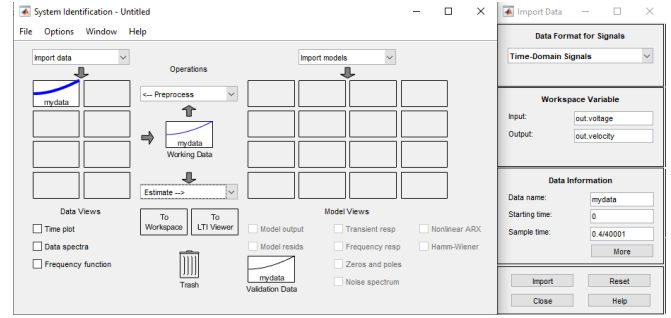 System Identification - Untitled
File Options Window Help
Import data
Operations
Import models
mydata
<-- Preprocess
mydata
Working Data
Estimate -->
Data Views
To
Workspace
To
LTI Viewer
Model Views
Time plot
Data spectra
Frequency function
Trash
Model output
Transient resp
Nonlinear ARX
Model resids
Frequency resp
Hamm-Wiener
mydata
Validation Data
Zeros and poles
Noise spectrum
Import Data
Data Format for Signals
Time-Domain Signals
Workspace Variable
Input: out.voltage
Output: out.velocity
Data Information
Data name: mydata
Starting time: 0
Sample time: 0.4/40001
More
Import Reset
Close Help